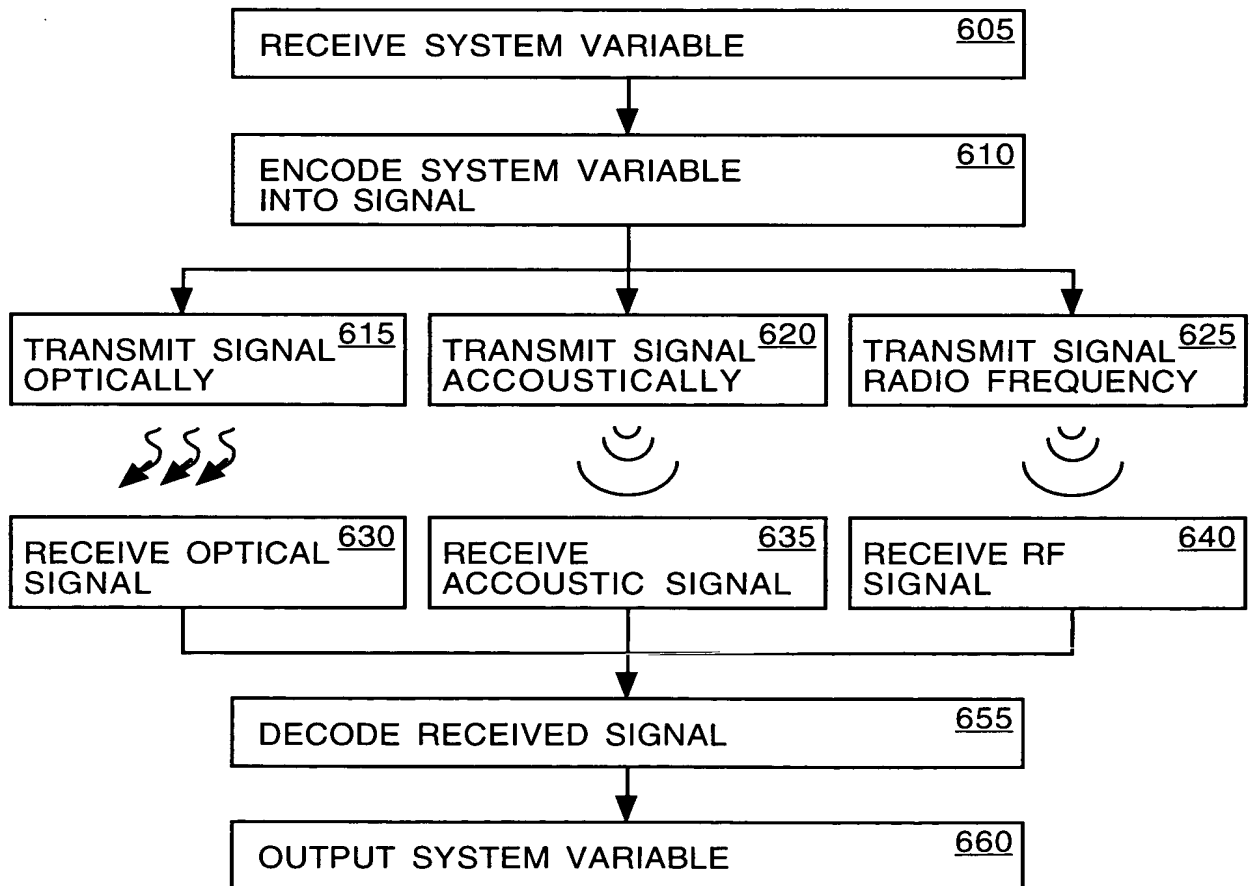 RECEIVE SYSTEM VARIABLE 605
ENCODE SYSTEM VARIABLE 610
INTO SIGNAL
TRANSMIT SIGNAL 615
OPTICALLY
TRANSMIT SIGNAL 620
ACCOUSTICALLY
TRANSMIT SIGNAL 625
RADIO FREQUENCY
RECEIVE OPTICAL 630
SIGNAL
RECEIVE 635
ACCOUSTIC SIGNAL
RECEIVE RF 640
SIGNAL
DECODE RECEIVED SIGNAL 655
OUTPUT SYSTEM VARIABLE 660